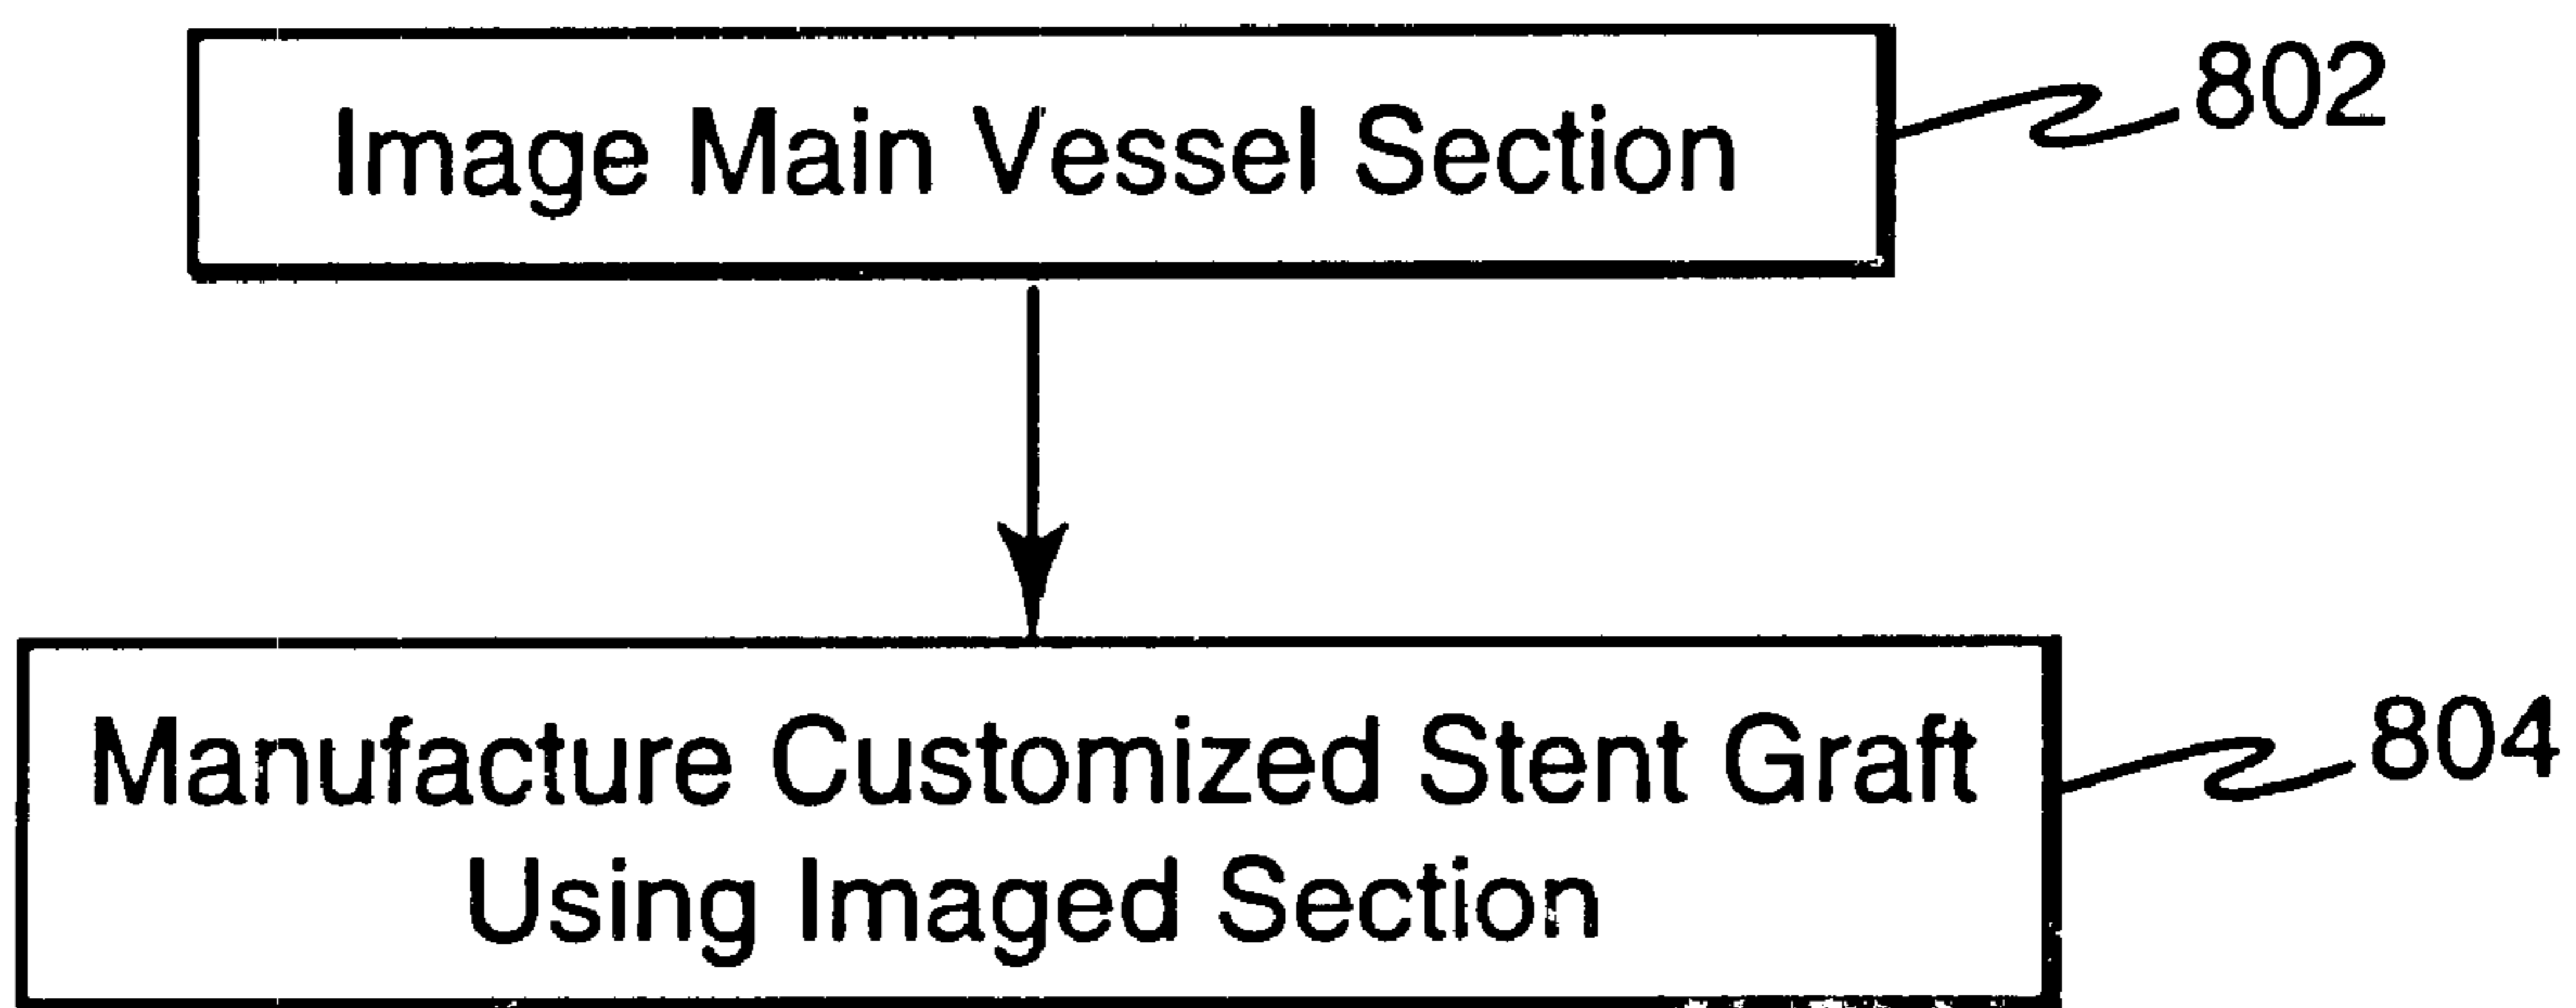 Image Main Vessel Section
802
Manufacture Customized Stent Graft
804
Using Imaged Section